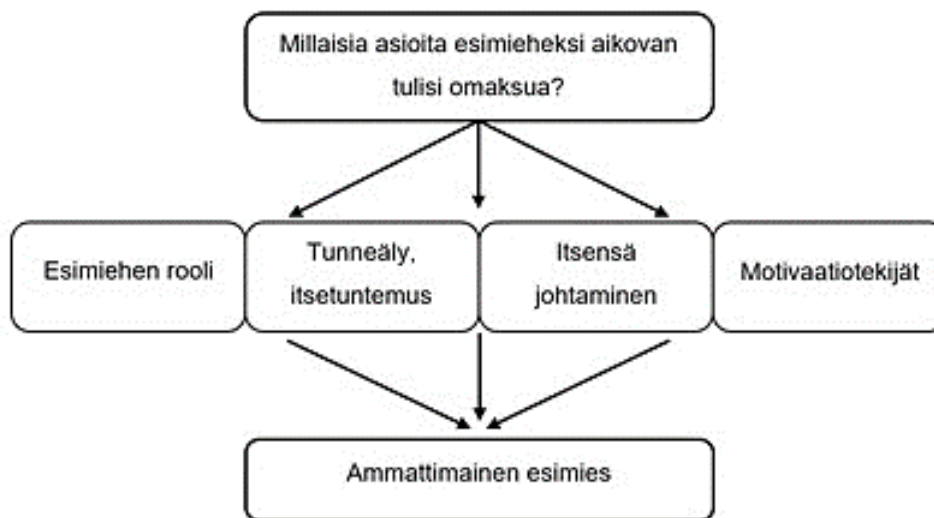 Millaisia asioita esimieheksi aikovan
tulisi omaksua?
Esimiehen rooli
Tunneäly,
itsetuntemus
Itsensä
johtaminen
Motivaatiotekijät
Ammattimainen esimies